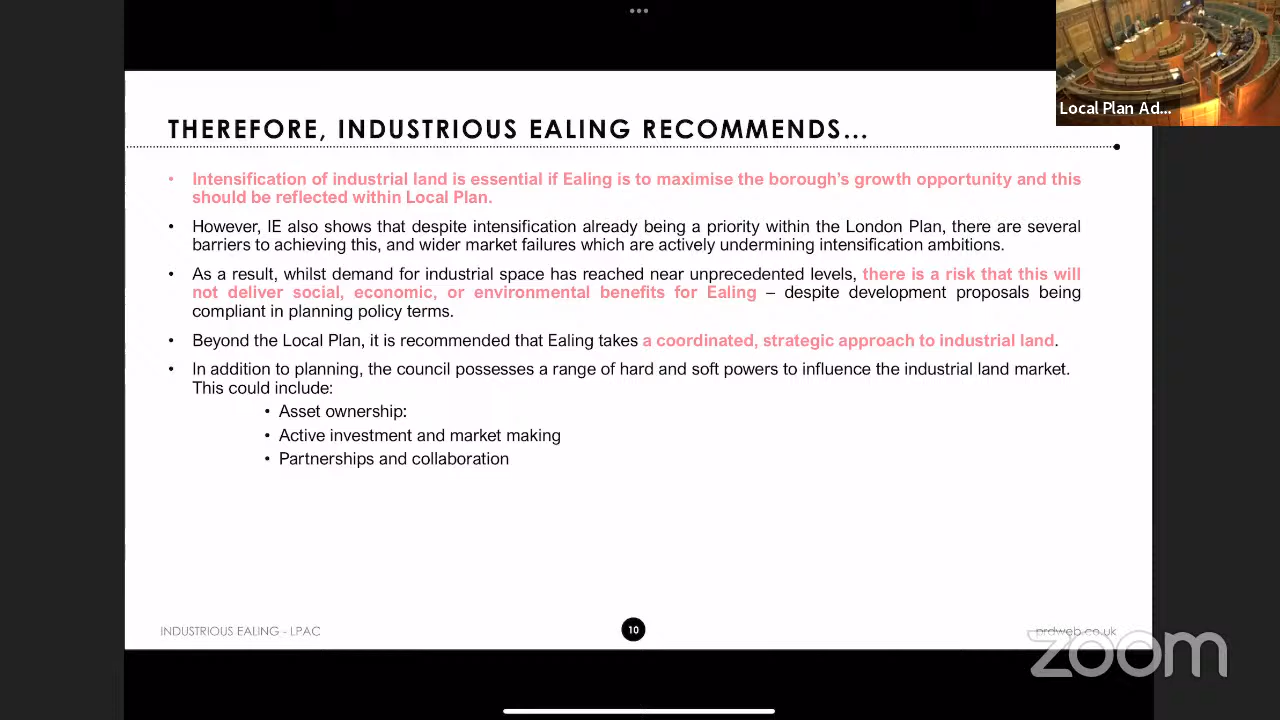 Local Plan Ad...
THEREFORE, INDUSTRIOUS EALING RECOMMENDS...
• Intensification of industrial land is essential if Ealing is to maximise the borough's growth opportunity and this
should be reflected within Local Plan.
• However, IE also shows that despite intensification already being a priority within the London Plan, there are several
barriers to achieving this, and wider market failures which are actively undermining intensification ambitions.
• As a result, whilst demand for industrial space has reached near unprecedented levels, there is a risk that this will
not deliver social, economic, or environmental benefits for Ealing – despite development proposals being
compliant in planning policy terms.
• Beyond the Local Plan, it is recommended that Ealing takes a coordinated, strategic approach to industrial land.
• In addition to planning, the council possesses a range of hard and soft powers to influence the industrial land market.
This could include:
• Asset ownership:
• Active investment and market making
• Partnerships and collaboration
INDUSTRIOUS EALING - LPAC
10
prdweb.co.uk
zoom